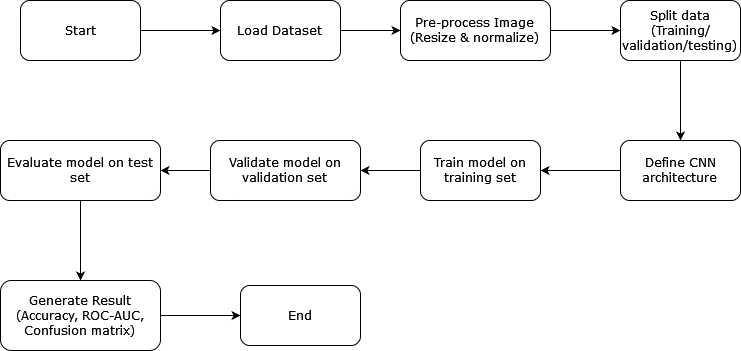 Start
Load Dataset
Pre-process Image
(Resize & normalize)
Split data
(Training/
validation/testing)
Evaluate model on test
set
Validate model on
validation set
Train model on
training set
Define CNN
architecture
Generate Result
(Accuracy, ROC-AUC,
Confusion matrix)
End